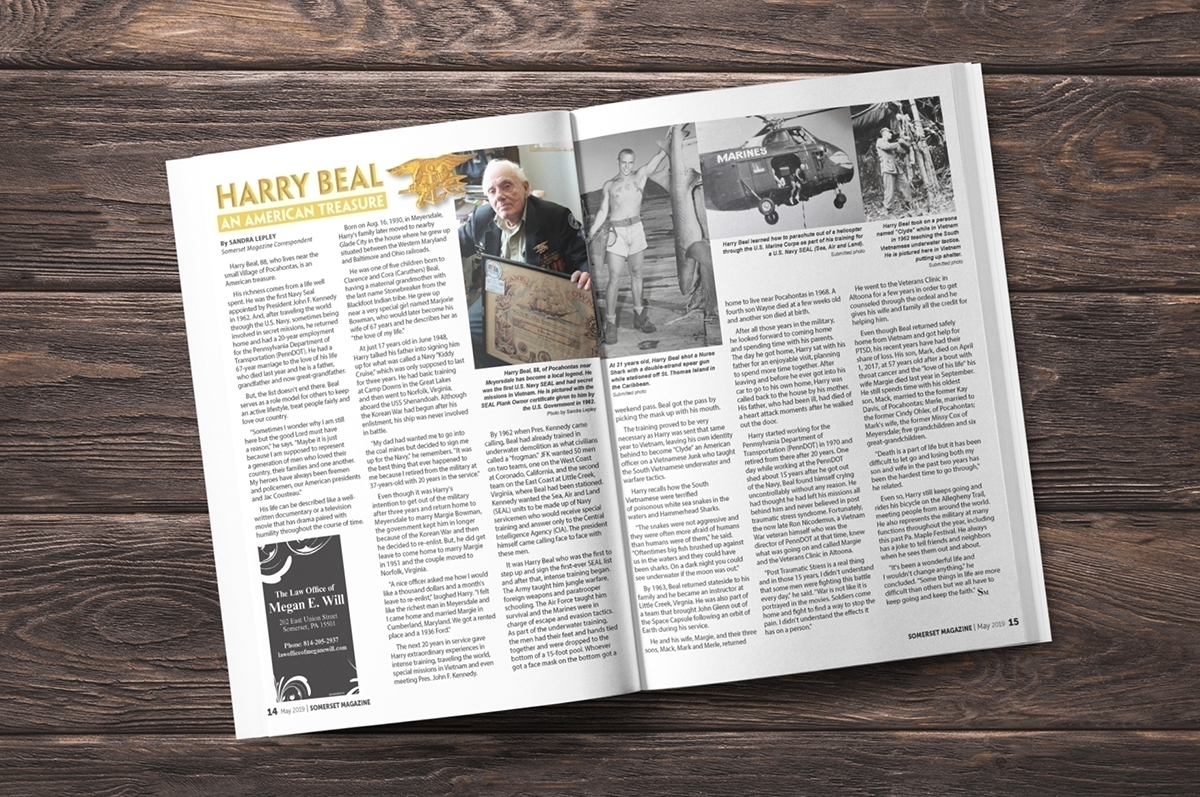 HARRY BEAL
AN AMERICAN TREASURE
By SANDRA LEPLEY
Somerset Magazine Correspondent
Harry Beal, 88, who lives near the
small Village of Pocahontas, is an
American treasure.
His richness comes from a life well
spent. He was the first Navy Seal
appointed by President John F. Kennedy
in 1962. And, after traveling the world
through the U.S. Navy, sometimes being
involved in secret missions, he returned
home and had a 20-year employment
for the Pennsylvania Department of
Transportation (PennDOT). He had a
67-year marriage to the love of his life
who died last year and he is a father,
grandfather and now great-grandfather.
But, the list doesn't end there. Beal
serves as a role model for others to keep
an active lifestyle, treat people fairly and
love our country.
"Sometimes I wonder why I am still
here but the good Lord must have
a reason," he says. "Maybe it is just
because I am supposed to represent
a generation of men who loved their
country, their families and one another.
My heroes have always been firemen
and policemen, our American presidents
and Jac Cousteau."
His life can be described like a well-
written documentary or a television
movie that has drama paired with
humility throughout the course of time.
The Law Office of
Megan E. Will
202 East Union Street
Somerset, PA 15501
Phone: 814-205-2937
lawofficeofmeganewill.com
14 May 2019 | SOMERSET MAGAZINE
Born on Aug. 16, 1930, in Meyersdale,
Harry's family later moved to nearby
Glade City in the house where he grew up
situated between the Western Maryland
and Baltimore and Ohio railroads.
He was one of five children born to
Clarence and Cora (Caruthers) Beal,
having a maternal grandmother with
the last name Stonebreaker from the
Blackfoot Indian tribe. He grew up
near a very special girl named Marjorie
Bowman, who would later become his
wife of 67 years and he describes her as
"the love of my life."
At just 17 years old in June 1948,
Harry talked his father into signing him
up for what was called a Navy "Kiddy
Cruise," which was only supposed to last
for three years. He had basic training
at Camp Downs in the Great Lakes
and then went to Norfolk, Virginia,
aboard the USS Shenandoah. Although
the Korean War had begun after his
enlistment, his ship was never involved
in battle.
"My dad had wanted me to go into
the coal mines but decided to sign me
up for the Navy," he remembers. "It was
the best thing that ever happened to
me because I retired from the military at
37-years-old with 20 years in the service."
Even though it was Harry's
intention to get out of the military
after three years and return home to
Meyersdale to marry Margie Bowman,
the government kept him in longer
because of the Korean War and then
he decided to re-enlist. But, he did get
leave to come home to marry Margie
in 1951 and the couple moved to
Norfolk, Virginia.
"A nice officer asked me how I would
like a thousand dollars and a month's
leave to re-enlist," laughed Harry. "I felt
like the richest man in Meyersdale and
I came home and married Margie in
Cumberland, Maryland. We got a rented
place and a 1936 Ford."
The next 20 years in service gave
Harry extraordinary experiences in
intense training, traveling the world,
special missions in Vietnam and even
meeting Pres. John F. Kennedy.
Harry Beal, 88, of Pocahontas near
Meyersdale has become a local legend. He
was the first U.S. Navy SEAL and had secret
missions in Vietnam. He is pictured with the
SEAL Plank Owner certificate given to him by
the U.S. Government in 1962.
Photo by Sandra Lepley
By 1962 when Pres. Kennedy came
calling, Beal had already trained in
underwater demolition as what civilians
called a "frogman." JFK wanted 50 men
on two teams, one on the West Coast
at Coronado, California, and the second
team on the East Coast at Little Creek,
Virginia, where Beal had been stationed.
Kennedy wanted the Sea, Air and Land
(SEAL) units to be made up of Navy
servicemen who would receive special
training and answer only to the Central
Intelligence Agency (CIA). The president
himself came calling face to face with
these men.
It was Harry Beal who was the first to
step up and sign the first-ever SEAL list
and after that, intense training began.
The Army taught him jungle warfare,
foreign weapons and paratrooper
schooling. The Air Force taught him
survival and the Marines were in
charge of escape and evasion tactics.
As part of the underwater training,
the men had their feet and hands tied
together and were dropped to the
bottom of a 15-foot pool. Whoever
got a face mask on the bottom got a
MARINES
At 21 years old, Harry Beal shot a Nurse
Shark with a double-strand spear gun
while stationed off St. Thomas Island in
the Caribbean.
Submitted photo
weekend pass. Beal got the pass by
picking the mask up with his mouth.
The training proved to be very
necessary as Harry was sent that same
year to Vietnam, leaving his own identity
behind to become "Clyde" an American
officer on a Vietnamese Junk who taught
the South Vietnamese underwater and
warfare tactics.
Harry recalls how the South
Vietnamese were terrified
of poisonous white sea snakes in the
waters and Hammershead Sharks.
"The snakes were not aggressive and
they were often more afraid of humans
than humans were of them," he said.
"Oftentimes big fish brushed up against
us in the waters and they could have
been sharks. On a dark night you could
see underwater if the moon was out."
By 1963, Beal returned stateside to his
family and he became an instructor at
Little Creek, Virginia. He was also part of
a team that brought John Glenn out of
the Space Capsule following an orbit of
Earth during his service.
He and his wife, Margie, and their three
sons, Mack, Mark and Merle, returned
Harry Beal learned how to parachute out of a helicopter
through the U.S. Marine Corps as part of his training for
a U.S. Navy SEAL (Sea, Air and Land).
Submitted photo
home to live near Pocahontas in 1968. A
fourth son Wayne died at a few weeks old
and another son died at birth.
After all those years in the military,
he looked forward to coming home
and spending time with his parents.
The day he got home, Harry sat with his
father for an enjoyable visit, planning
to spend more time together. After
leaving and before he ever got into his
car to go to his own home, Harry was
called back to the house by his mother.
His father, who had been ill, had died of
a heart attack moments after he walked
out the door.
Harry started working for the
Pennsylvania Department of
Transportation (PennDOT) in 1970 and
retired from there after 20 years. One
day while working at the PennDOT
shed about 15 years after he got out
of the Navy, Beal found himself crying
uncontrollably without any reason. He
had thought he had left his missions all
behind him and never believed in post
traumatic stress syndrome. Fortunately,
the now late Ron Nicodemus, a Vietnam
War veteran himself who was the
director of PennDOT at that time, knew
what was going on and called Margie
and the Veterans Clinic in Altoona.
"Post Traumatic Stress is a real thing
and in those 15 years, I didn't understand
that some men were fighting this battle
every day," he said. "War is not like it is
portrayed in the movies. Soldiers come
home and fight to find a way to stop the
pain. I didn't understand the effects it
has on a person."
Harry Beal took on a persona
named "Clyde" while in Vietnam
in 1962 teaching the South
Vietnamese underwater tactics.
He is pictured here in Vietnam
putting up shelter.
Submitted photo
He went to the Veterans Clinic in
Altoona for a few years in order to get
counseled through the ordeal and he
gives his wife and family all the credit for
helping him.
Even though Beal returned safely
home from Vietnam and got help for
PTSD, his recent years have had their
share of loss. His son, Mack, died on April
1, 2017, at 57 years old after a bout with
throat cancer and the "love of his life" his
wife Margie died last year in September.
He still spends time with his oldest
son, Mack, married to the former Kay
Davis, of Pocahontas; Merle, married to
the former Cindy Ohler, of Pocahontas;
Mark's wife, the former Missy Cox of
Meyersdale; five grandchildren and six
great-grandchildren.
"Death is a part of life but it has been
difficult to let go and losing both my
son and wife in the past two years has
been the hardest time to go through,"
he related.
Even so, Harry still keeps going and
rides his bicycle on the Allegheny Trail,
meeting people from around the world.
He also represents the military at many
functions throughout the year, including
this past Pa. Maple Festival. He always
has a joke to tell friends and neighbors
when he sees them out and about.
"It's been a wonderful life and
I wouldn't change anything," he
concluded. "Some things in life are more
difficult than others but we all have to
keep going and keep the faith." SM
SOMERSET MAGAZINE | May 2019 15